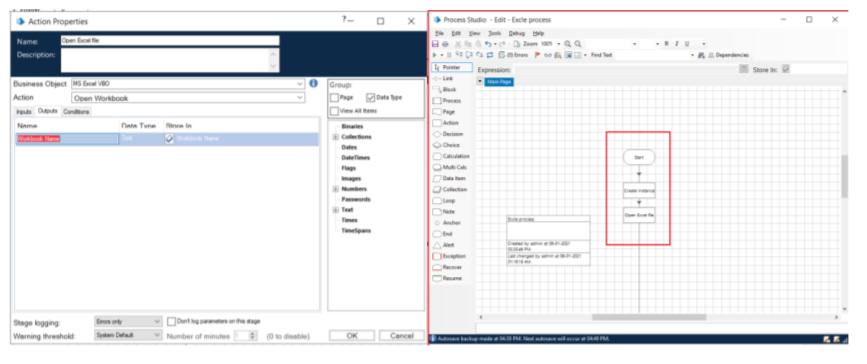 Action Properties
Name:
Open Excel file
Description:
Business Object
MS Excel VBO
Action
Open Workbook
Inputs Outputs Conditions
Name Data Type Store In
Workbook Name Text Workbook Name
Group:
Page Data Type
View All Items
Binaries
Collections
Dates
DateTimes
Flags
Images
Numbers
Passwords
Text
Times
TimeSpans
Stage logging:
Errors only
Don't log parameters on this stage
Warning threshold:
System Default
Number of minutes
(0 to disable)
OK
Cancel
Process Studio - Edit - Excle process
File Edit View Tools Debug Help
Zoom 100%
B I U
(0) Errors
Find Text
Dependencies
Pointer
Link
Block
Process
Page
Action
Decision
Choice
Calculation
Multi Calc
Data Item
Collection
Loop
Note
Anchor
End
Alert
Exception
Recover
Resume
Expression:
Store In:
Main Page
Start
Create instance
Open Excel file
Excle process
Created by admin at 08-01-2021
Last changed by admin at 08-01-2021
Autosave backup made at 04:35 PM. Next autosave will occur at 04:40 PM.